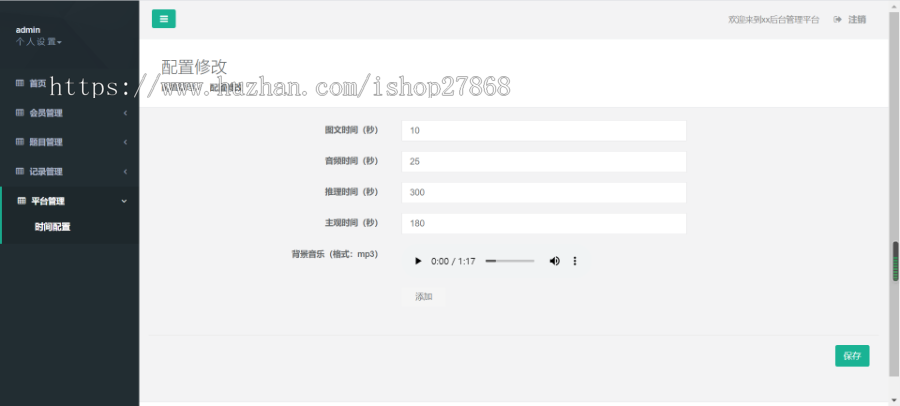 admin
个人设置
欢迎来到xx后台管理平台
注销
首页
会员管理
题目管理
记录管理
平台管理
时间配置
配置修改
https://www.huzhan.com/ishop27868
图文时间（秒）
10
音频时间（秒）
25
推理时间（秒）
300
主观时间（秒）
180
背景音乐（格式：mp3）
0:00 / 1:17
添加
保存